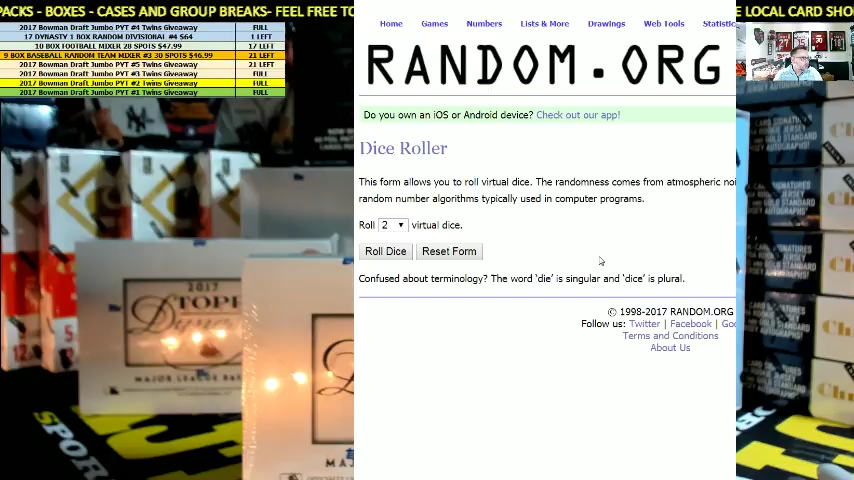 PACKS - BOXES - CASES AND GROUP BREAKS- FEEL FREE TO
E LOCAL CARD SHO
2017 Bowman Draft Jumbo PYT #4 Twins Giveaway FULL
17 DYNASTY 1 BOX RANDOM DIVISIONAL #4 $64 1 LEFT
10 BOX FOOTBALL MIXER 28 SPOTS $47.99 17 LEFT
9 BOX BASEBALL RANDOM TEAM MIXER #3 30 SPOTS $46.99 21 LEFT
2017 Bowman Draft Jumbo PYT #5 Twins Giveaway 21 LEFT
2017 Bowman Draft Jumbo PYT #3 Twins Giveaway FULL
2017 Bowman Draft Jumbo PYT #2 Twins Giveaway FULL
2017 Bowman Draft Jumbo PYT #1 Twins Giveaway FULL
Home Games Numbers Lists & More Drawings Web Tools Statistic
RANDOM.ORG
Do you own an iOS or Android device? Check out our app!
Dice Roller
This form allows you to roll virtual dice. The randomness comes from atmospheric noi
random number algorithms typically used in computer programs.
Roll 2 virtual dice.
Roll Dice Reset Form
Confused about terminology? The word 'die' is singular and 'dice' is plural.
© 1998-2017 RANDOM.ORG
Follow us: Twitter | Facebook | Goo
Terms and Conditions
About Us
2017
TOPP
Dyna
MAJOR LEAGUE BA
SPOR